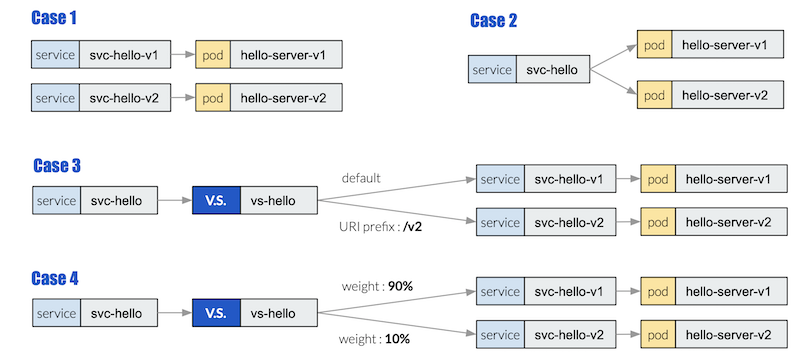 Case 1
service svc-hello-v1 pod hello-server-v1
service svc-hello-v2 pod hello-server-v2
Case 2
service svc-hello
pod hello-server-v1
pod hello-server-v2
Case 3
service svc-hello V.S. vs-hello
default
URI prefix : /v2
service svc-hello-v1 pod hello-server-v1
service svc-hello-v2 pod hello-server-v2
Case 4
service svc-hello V.S. vs-hello
weight : 90%
weight : 10%
service svc-hello-v1 pod hello-server-v1
service svc-hello-v2 pod hello-server-v2